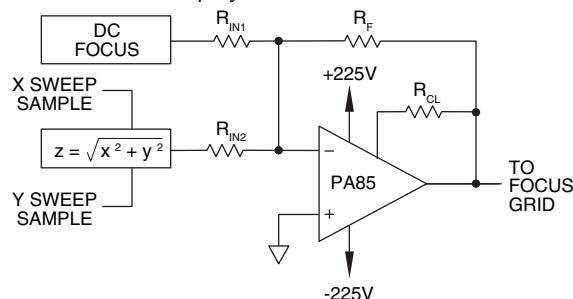 DC
FOCUS
R_IN1
R_F
X SWEEP
SAMPLE
+225V
R_CL
z = √x² + y²
R_IN2
–
PA85
+
TO
FOCUS
GRID
Y SWEEP
SAMPLE
-225V